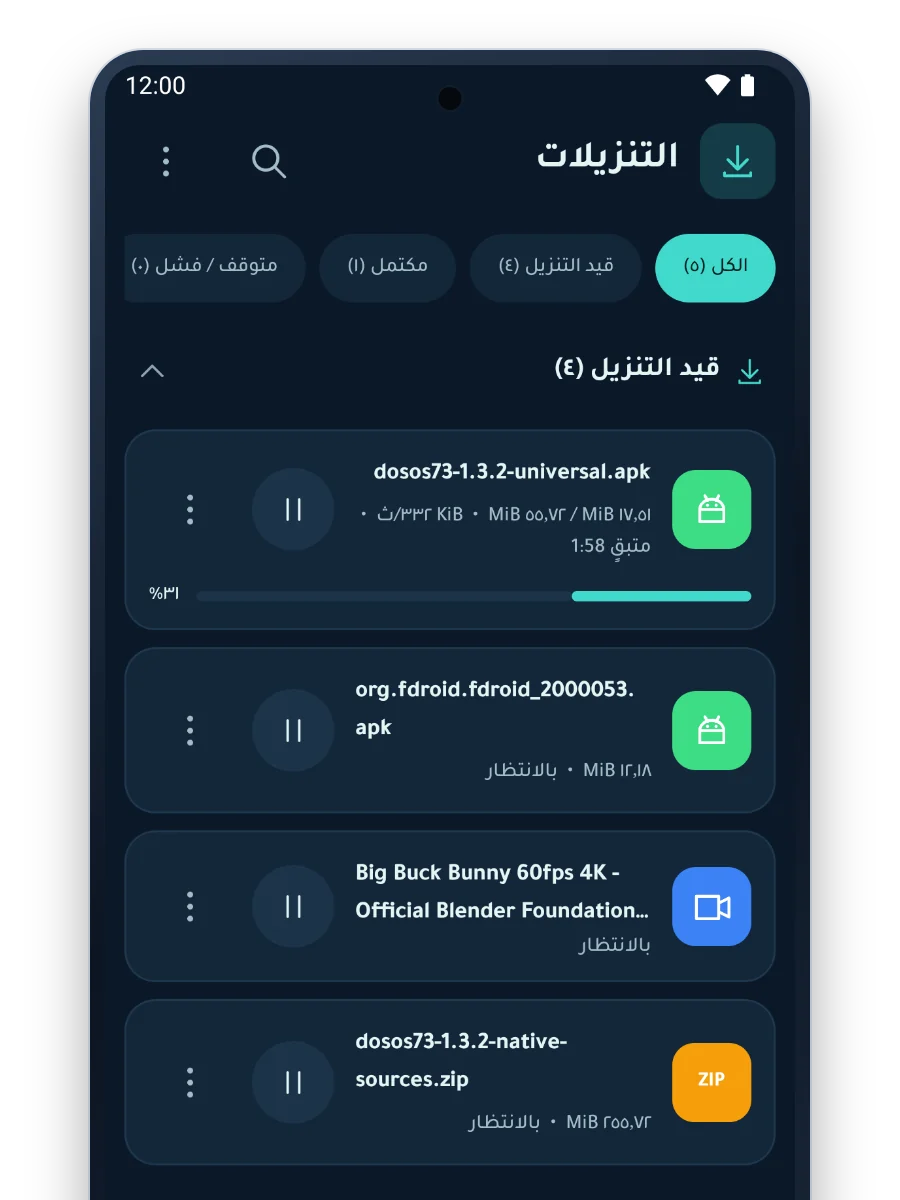 12:00
التنزيلات
الكل (٥)
قيد التنزيل (٤)
مكتمل (١)
متوقف / فشل (٠)
قيد التنزيل (٤)
dosos73-1.3.2-universal.apk
١٧,٥١ MiB / ٥٥,٧٢ MiB • ٣٣٢ KiB/ث •
متبقٍ 1:58
٣١%
org.fdroid.fdroid_2000053.
apk
١٢,١٨ MiB • بالانتظار
Big Buck Bunny 60fps 4K -
Official Blender Foundation…
بالانتظار
dosos73-1.3.2-native-
sources.zip
ZIP
٢٥٥,٧٢ MiB • بالانتظار